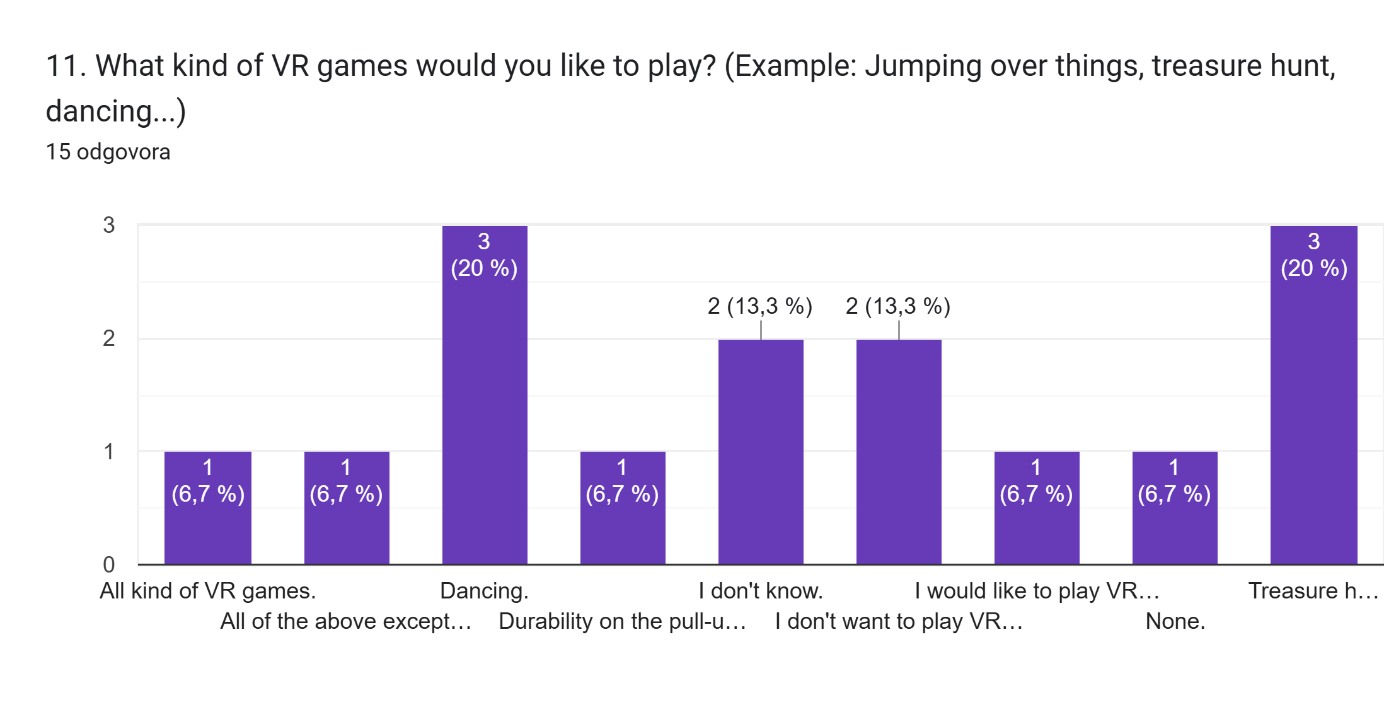 11. What kind of VR games would you like to play? (Example: Jumping over things, treasure hunt,
dancing...)
15 odgovora
3
2
1
0
1
(6,7 %)
1
(6,7 %)
3
(20 %)
1
(6,7 %)
2 (13,3 %)
2 (13,3 %)
1
(6,7 %)
1
(6,7 %)
3
(20 %)
All kind of VR games.
All of the above except…
Dancing.
Durability on the pull-u…
I don't know.
I don't want to play VR…
I would like to play VR…
None.
Treasure h…